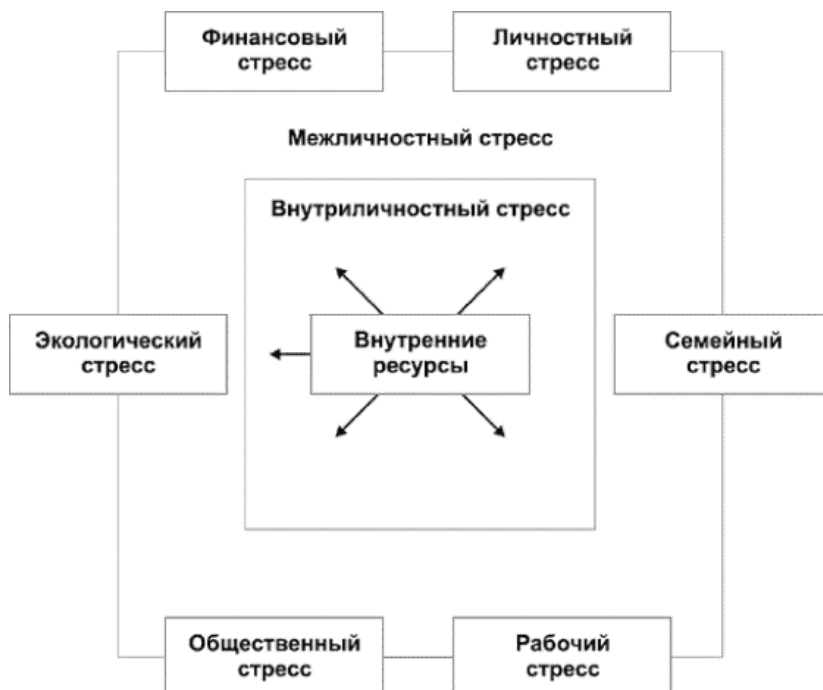 Финансовый
стресс
Личностный
стресс
Межличностный стресс
Внутриличностный стресс
Экологический
стресс
Внутренние
ресурсы
Семейный
стресс
Общественный
стресс
Рабочий
стресс